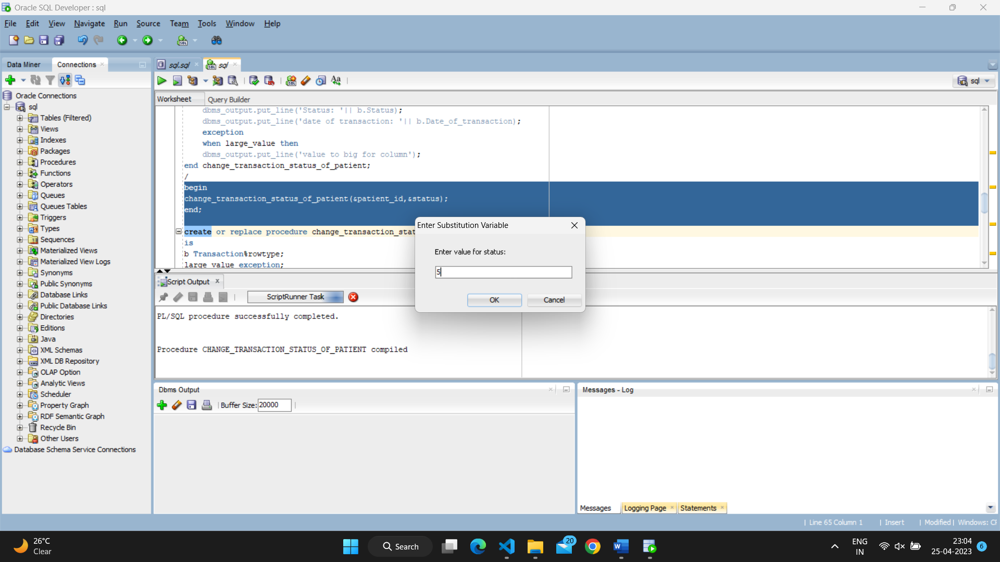 Oracle SQL Developer : sql
File Edit View Navigate Run Source Team Tools Window Help
Data Miner Connections
sql.sql sql
sql
Oracle Connections
sql
Tables (Filtered)
Views
Indexes
Packages
Procedures
Functions
Operators
Queues
Queues Tables
Triggers
Types
Sequences
Materialized Views
Materialized View Logs
Synonyms
Public Synonyms
Database Links
Public Database Links
Directories
Editions
Java
XML Schemas
XML DB Repository
OLAP Option
Analytic Views
Scheduler
Property Graph
RDF Semantic Graph
Recycle Bin
Other Users
Database Schema Service Connections
Worksheet Query Builder
dbms_output.put_line('Status: '|| b.Status);
dbms_output.put_line('date of transaction: '|| b.Date_of_transaction);
exception
when large_value then
dbms_output.put_line('value to big for column');
end change_transaction_status_of_patient;
/
begin
change_transaction_status_of_patient(&patient_id,&status);
end;
create or replace procedure change_transaction_stat
is
b Transaction%rowtype;
large value exception;
Enter Substitution Variable
Enter value for status:
5
OK Cancel
Script Output
ScriptRunner Task
PL/SQL procedure successfully completed.
Procedure CHANGE_TRANSACTION_STATUS_OF_PATIENT compiled
Dbms Output
Buffer Size: 20000
Messages - Log
Messages Logging Page Statements
Line 65 Column 1 | Insert | Modified | Windows: CF
26°C
Clear
Search
20
ENG
IN
23:04
25-04-2023
6